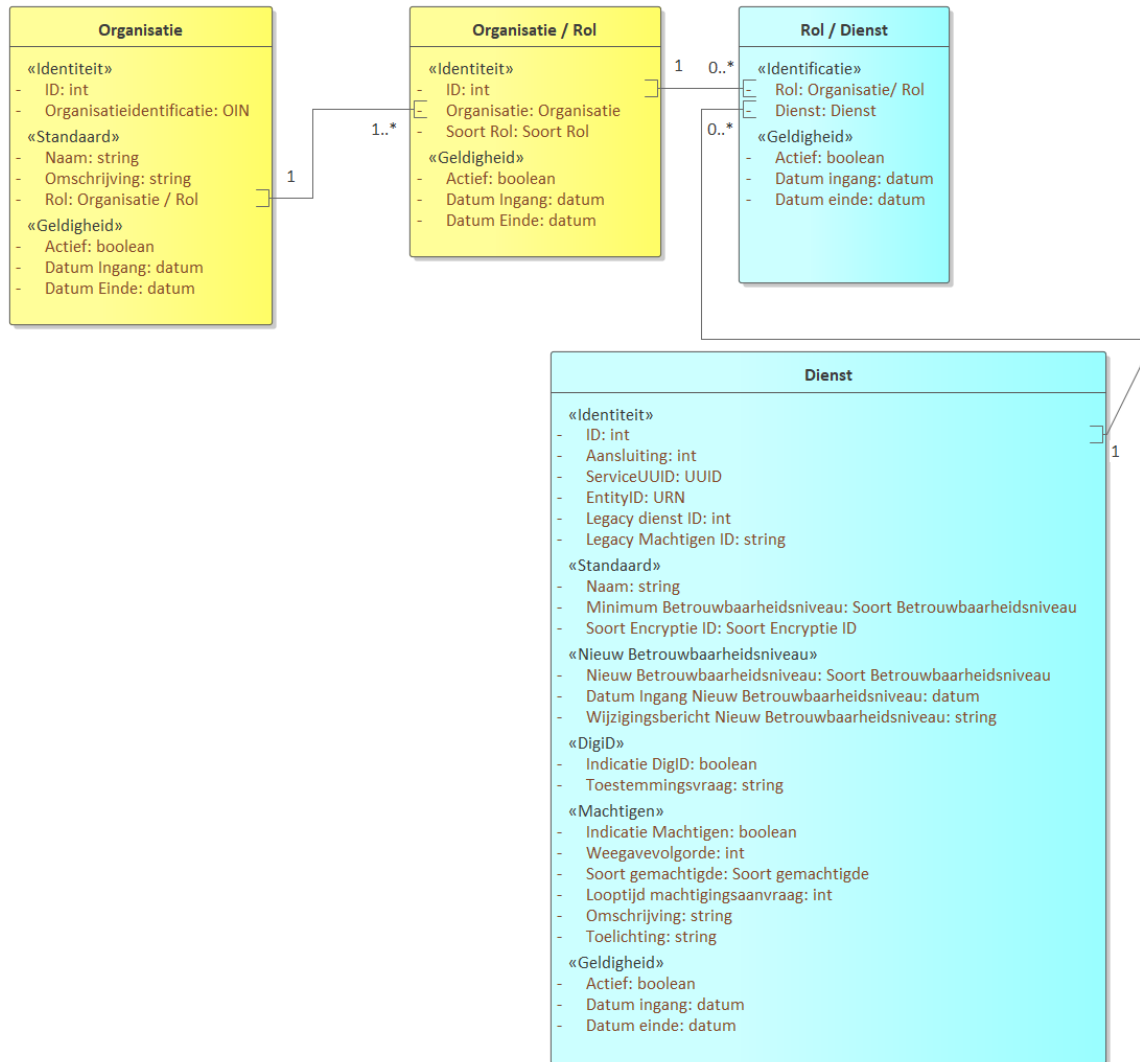 Organisatie
«Identiteit»
- ID: int
- Organisatieidentificatie: OIN
«Standaard»
- Naam: string
- Omschrijving: string
- Rol: Organisatie / Rol
«Geldigheid»
- Actief: boolean
- Datum Ingang: datum
- Datum Einde: datum
1
1..*
Organisatie / Rol
«Identiteit»
- ID: int
- Organisatie: Organisatie
- Soort Rol: Soort Rol
«Geldigheid»
- Actief: boolean
- Datum Ingang: datum
- Datum Einde: datum
1
0..*
0..*
Rol / Dienst
«Identificatie»
- Rol: Organisatie/ Rol
- Dienst: Dienst
«Geldigheid»
- Actief: boolean
- Datum ingang: datum
- Datum einde: datum
Dienst
«Identiteit»
- ID: int
- Aansluiting: int
- ServiceUUID: UUID
- EntityID: URN
- Legacy dienst ID: int
- Legacy Machtigen ID: string
«Standaard»
- Naam: string
- Minimum Betrouwbaarheidsniveau: Soort Betrouwbaarheidsniveau
- Soort Encryptie ID: Soort Encryptie ID
«Nieuw Betrouwbaarheidsniveau»
- Nieuw Betrouwbaarheidsniveau: Soort Betrouwbaarheidsniveau
- Datum Ingang Nieuw Betrouwbaarheidsniveau: datum
- Wijzigingsbericht Nieuw Betrouwbaarheidsniveau: string
«DigiD»
- Indicatie DigID: boolean
- Toestemmingsvraag: string
«Machtigen»
- Indicatie Machtigen: boolean
- Weegavevolgorde: int
- Soort gemachtigde: Soort gemachtigde
- Looptijd machtigingsaanvraag: int
- Omschrijving: string
- Toelichting: string
«Geldigheid»
- Actief: boolean
- Datum ingang: datum
- Datum einde: datum
1